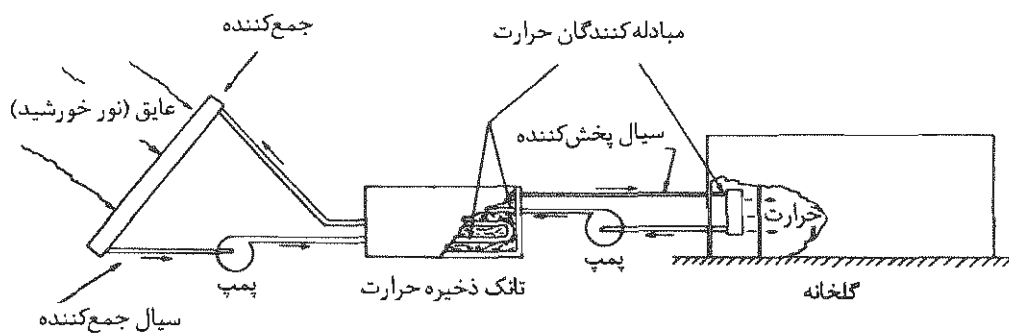 جمع‌کننده
مبادله‌کنندگان حرارت
عایق (نور خورشید)
سیال پخش‌کننده
حرارت
پمپ
پمپ
تانک ذخیره حرارت
گلخانه
سیال جمع‌کننده